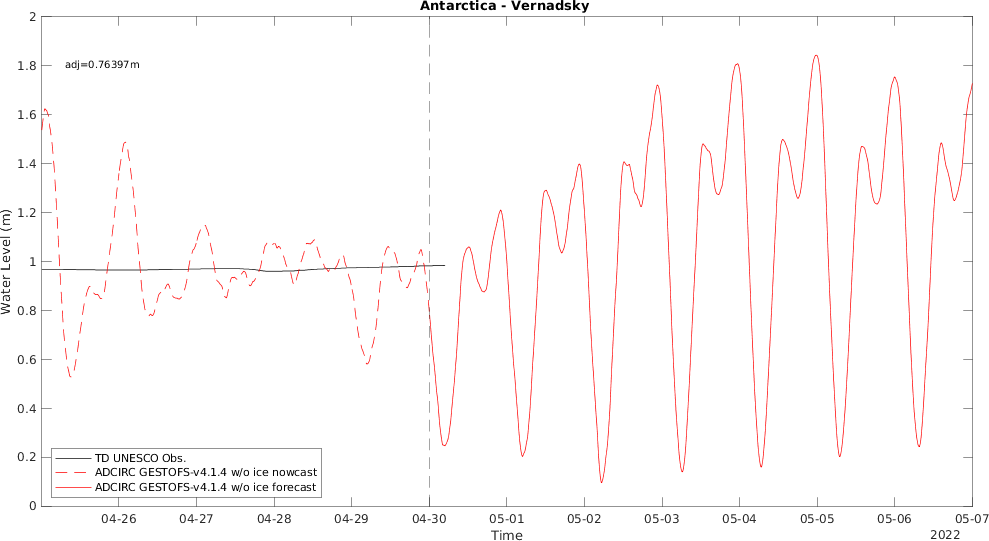 Antarctica - Vernadsky
adj=0.76397m
Water Level (m)
2
1.8
1.6
1.4
1.2
1
0.8
0.6
0.4
0.2
0
TD UNESCO Obs.
ADCIRC GESTOFS-v4.1.4 w/o ice nowcast
ADCIRC GESTOFS-v4.1.4 w/o ice forecast
04-26 04-27 04-28 04-29 04-30 05-01 05-02 05-03 05-04 05-05 05-06 05-07
Time
2022